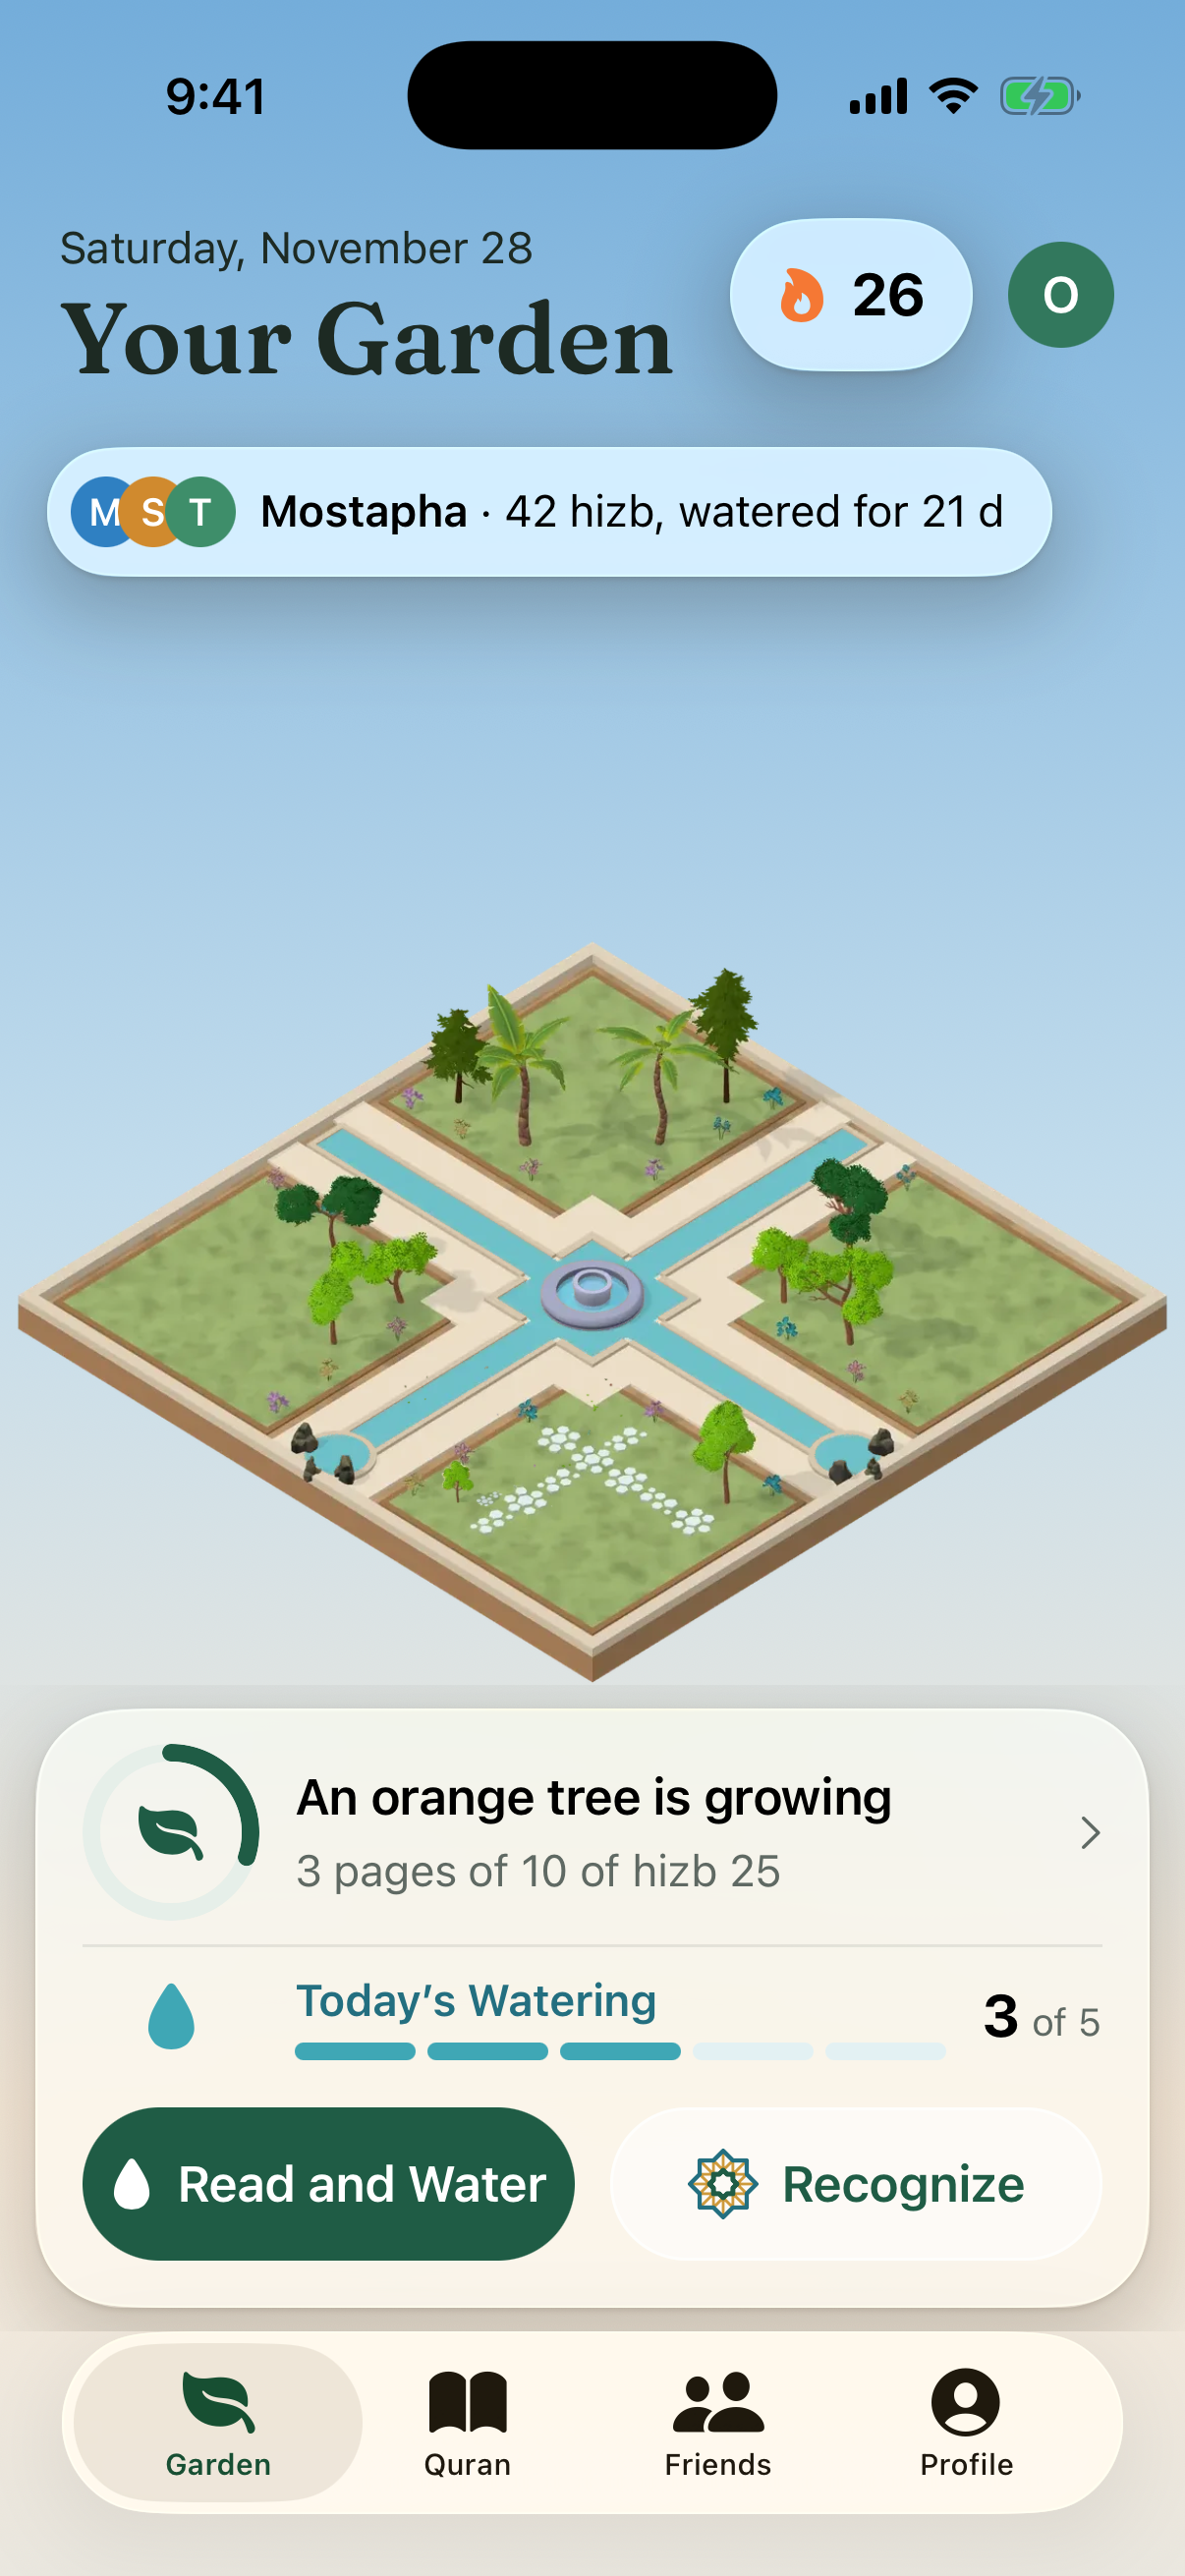 9:41
Saturday, November 28
Your Garden
26
O
M S T Mostapha · 42 hizb, watered for 21 d
An orange tree is growing
3 pages of 10 of hizb 25
Today’s Watering
3 of 5
Read and Water
Recognize
Garden
Quran
Friends
Profile